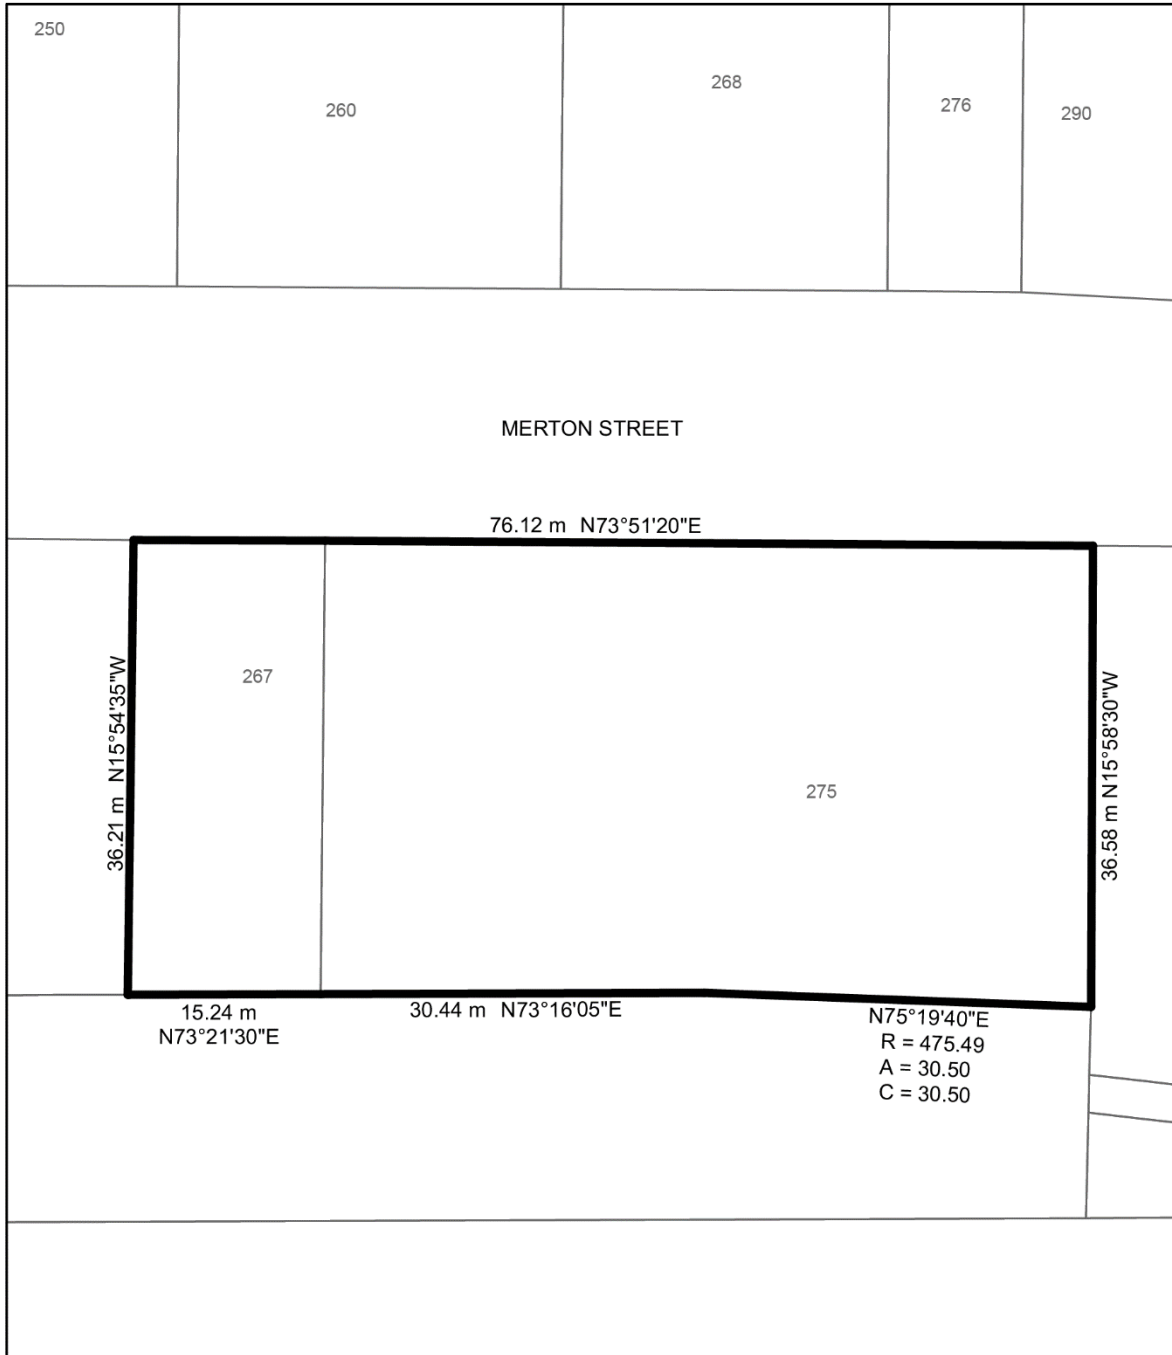 250
260
268
276
290
MERTON STREET
76.12 m N73°51'20"E
36.21 m N15°54'35"W
267
275
36.58 m N15°58'30"W
15.24 m
N73°21'30"E
30.44 m N73°16'05"E
N75°19'40"E
R = 475.49
A = 30.50
C = 30.50